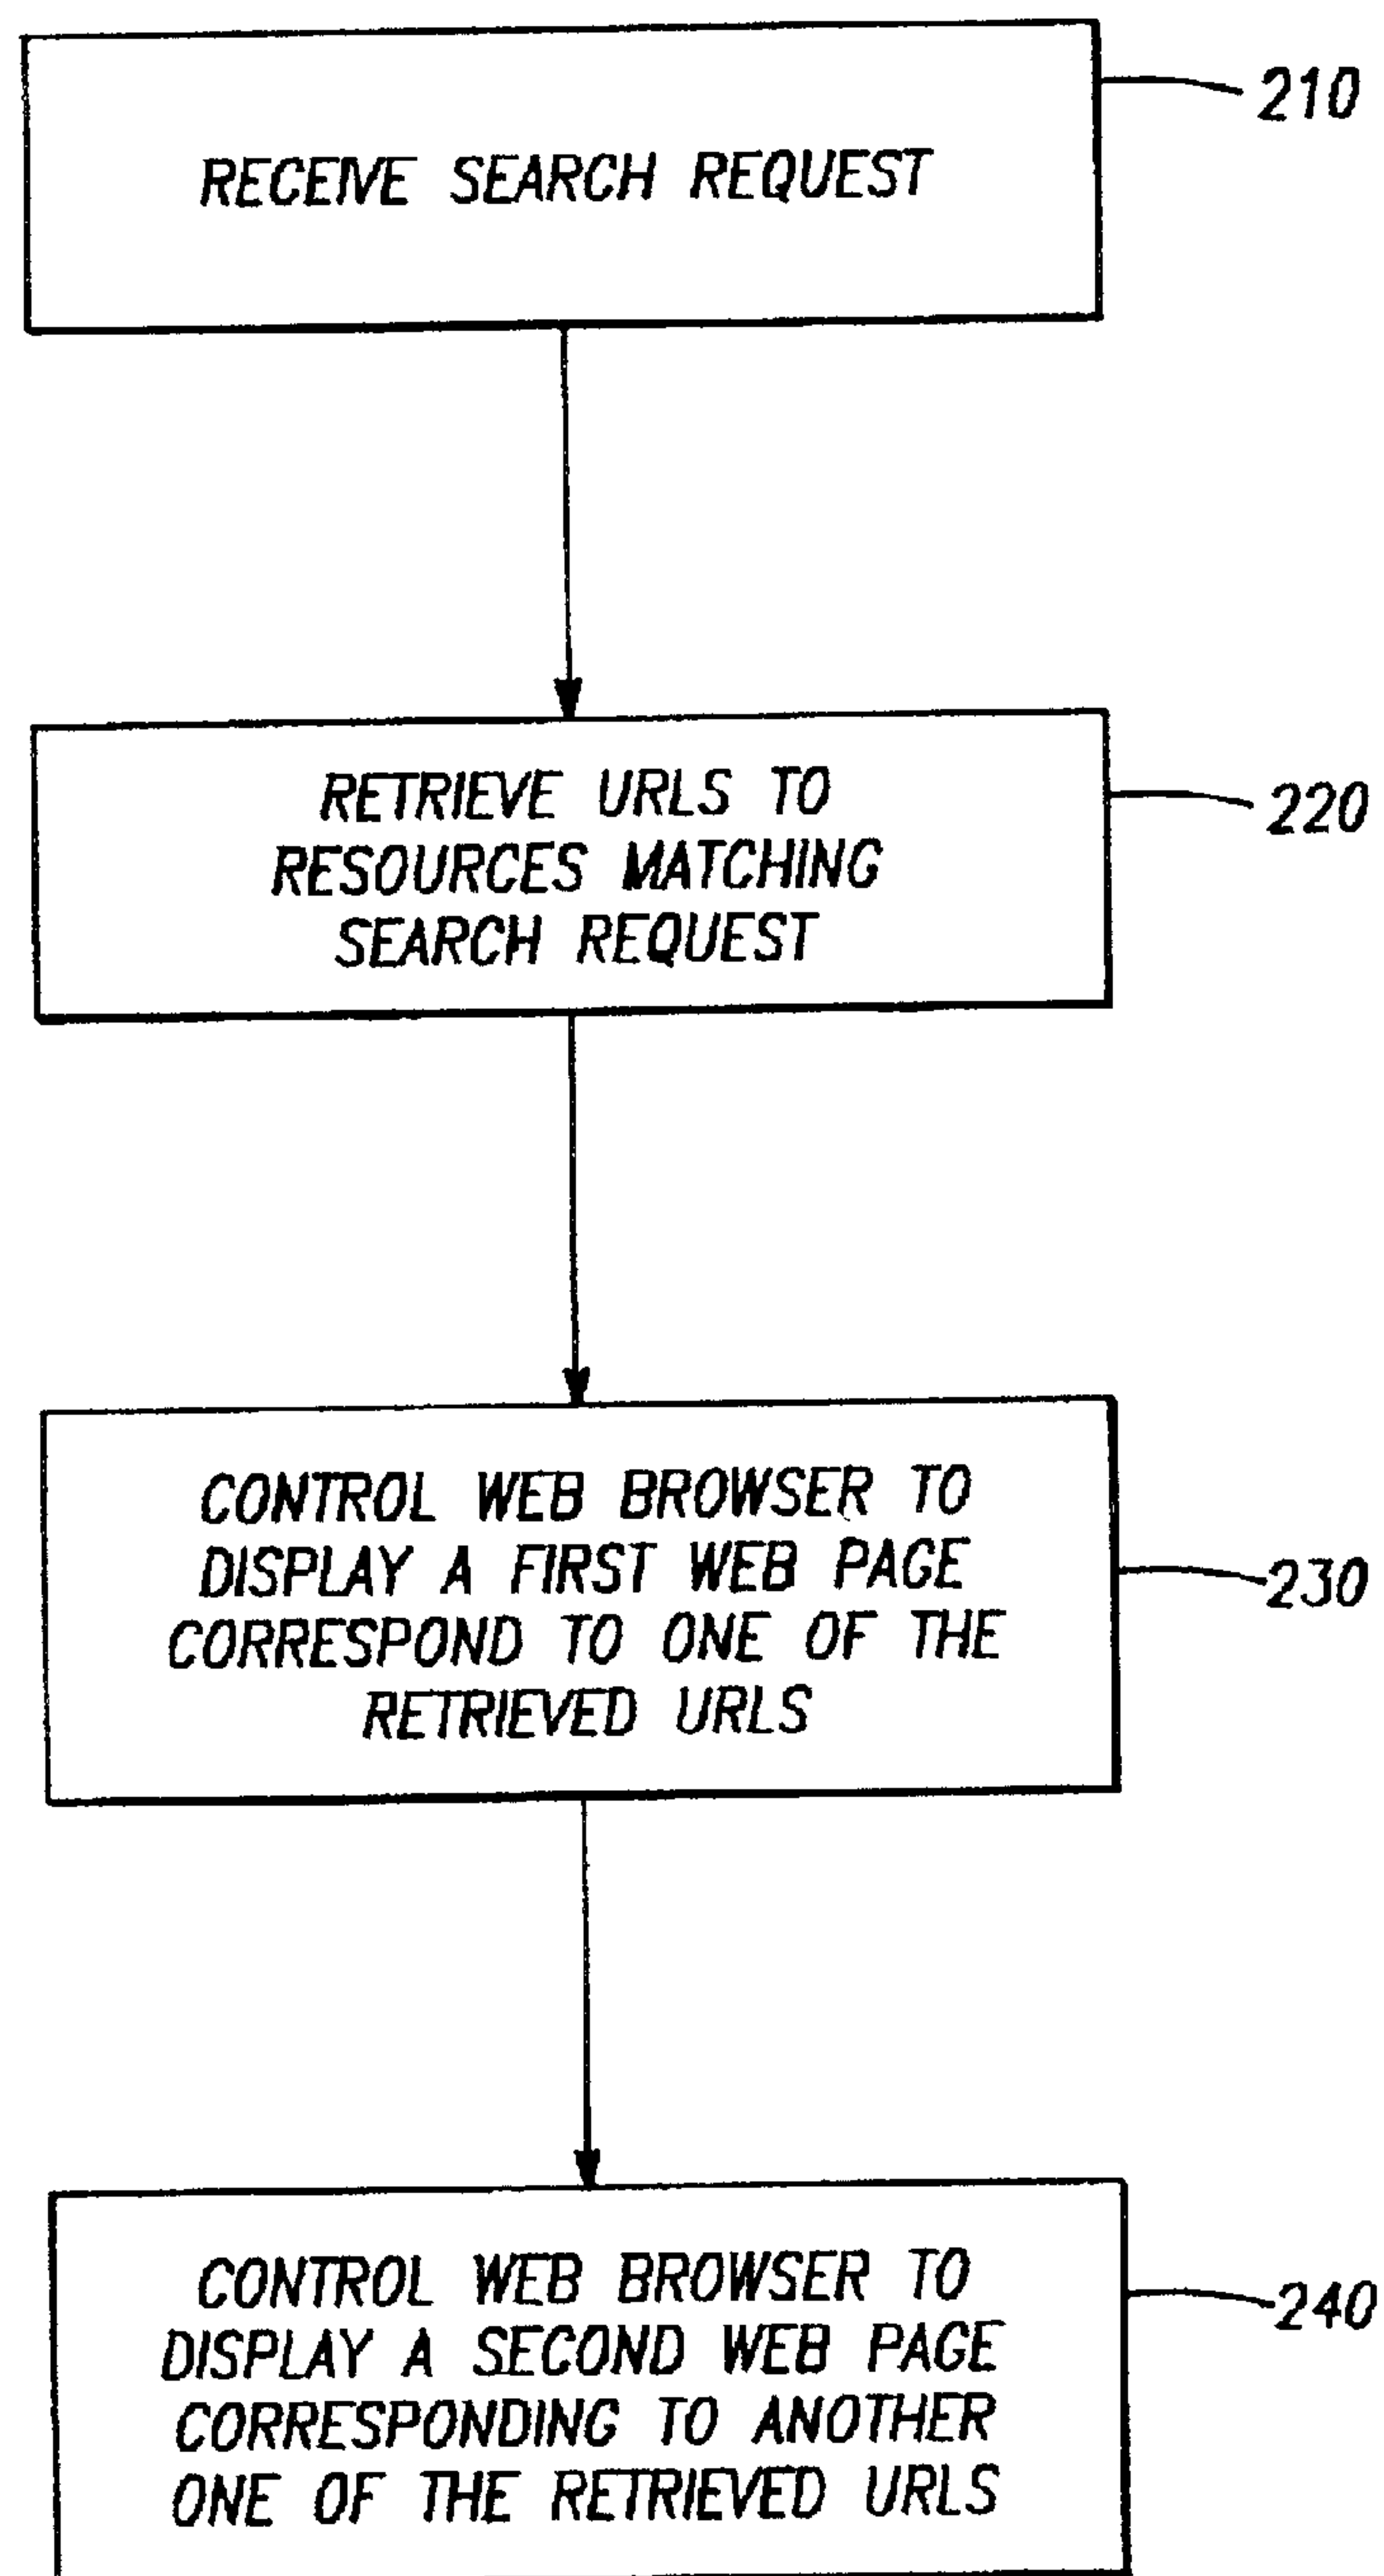 RECEIVE SEARCH REQUEST
210
RETRIEVE URLS TO
RESOURCES MATCHING
SEARCH REQUEST
220
CONTROL WEB BROWSER TO
DISPLAY A FIRST WEB PAGE
CORRESPOND TO ONE OF THE
RETRIEVED URLS
230
CONTROL WEB BROWSER TO
DISPLAY A SECOND WEB PAGE
CORRESPONDING TO ANOTHER
ONE OF THE RETRIEVED URLS
240